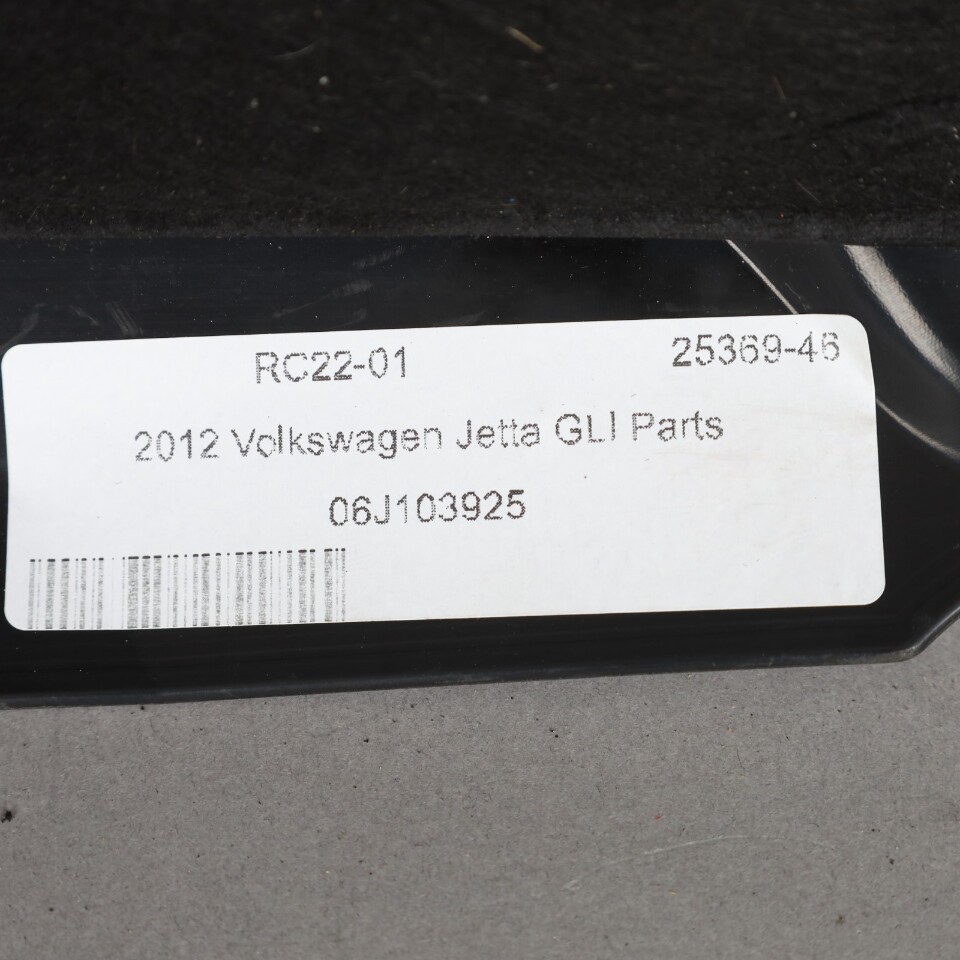 RC22-01 25369-46
2012 Volkswagen Jetta GLI Parts
06J103925